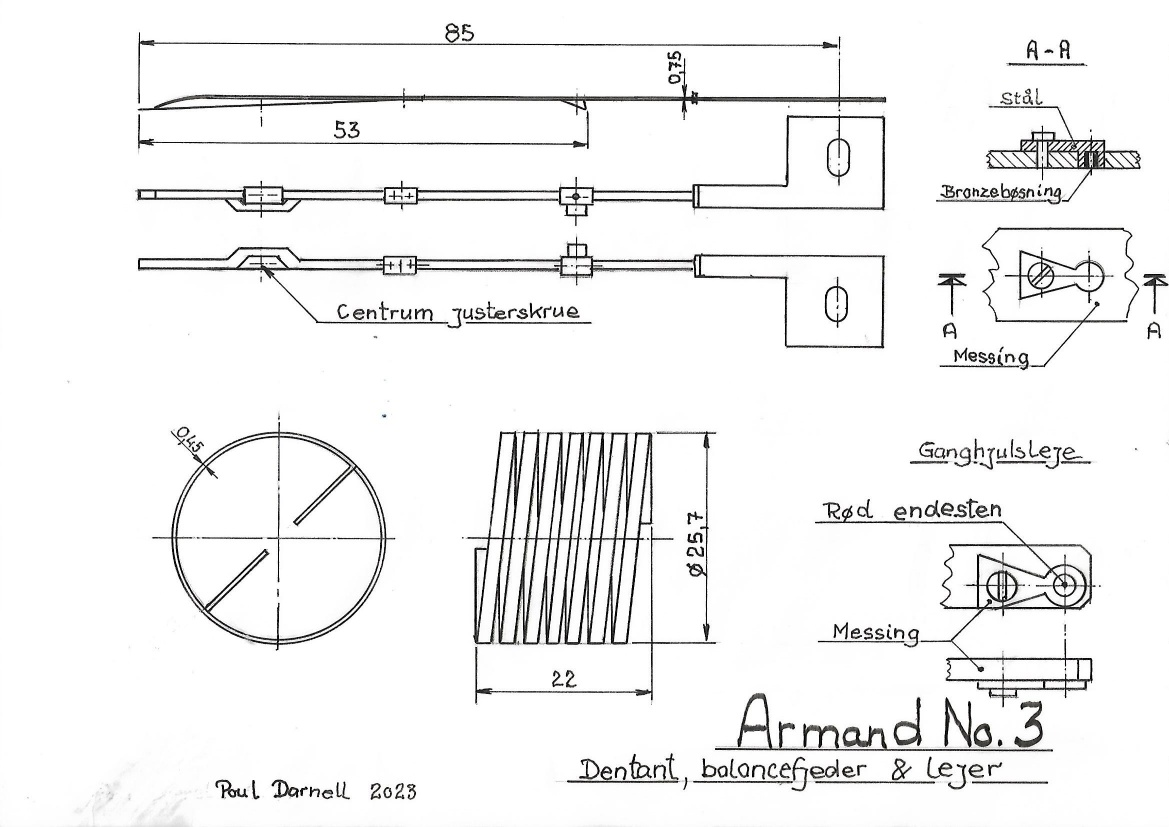 85
0,75
53
Centrum justerskrue
A-A
Stål
Bronzebøsning
A
A
Messing
0,45
Ø25,7
22
Ganghjulsleje
Rød endesten
Messing
Armand No. 3
Dentant, balancefjeder & lejer
Poul Darnell 2023